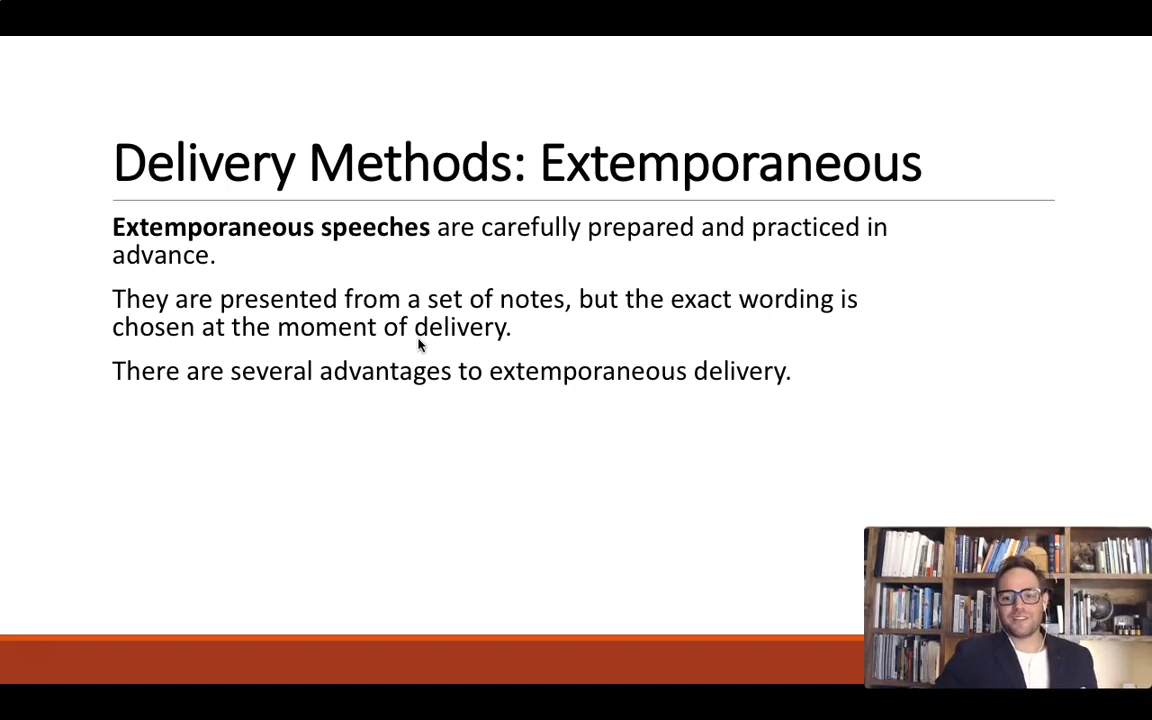 Delivery Methods: Extemporaneous
Extemporaneous speeches are carefully prepared and practiced in
advance.
They are presented from a set of notes, but the exact wording is
chosen at the moment of delivery.
There are several advantages to extemporaneous delivery.